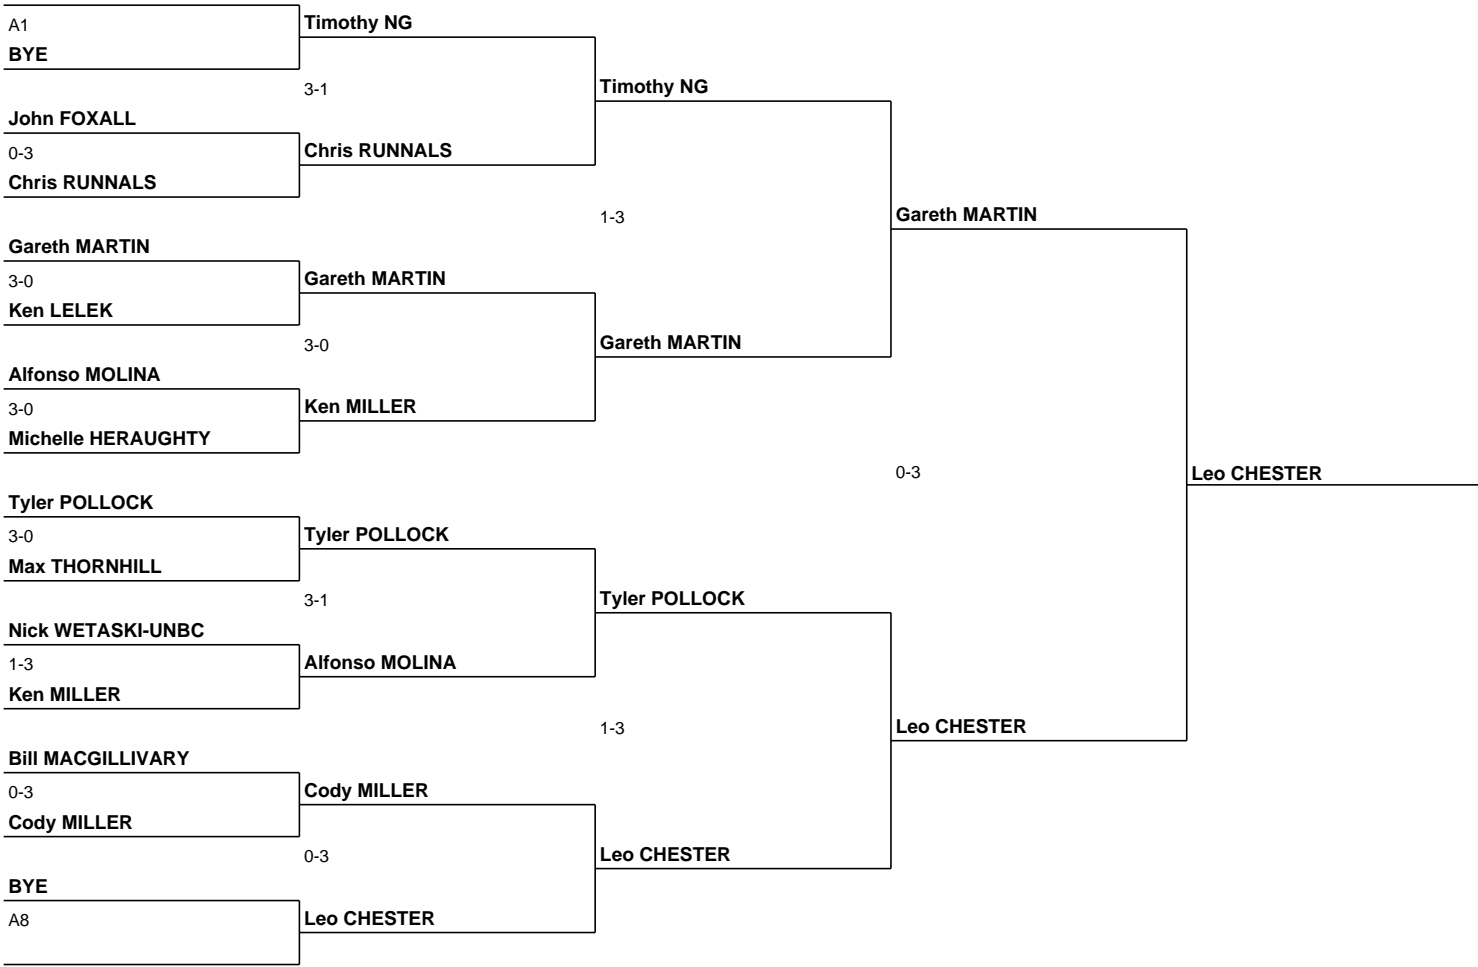 A1
BYE
John FOXALL
0-3
Chris RUNNALS
Gareth MARTIN
3-0
Ken LELEK
Alfonso MOLINA
3-0
Michelle HERAUGHTY
Tyler POLLOCK
3-0
Max THORNHILL
Nick WETASKI-UNBC
1-3
Ken MILLER
Bill MACGILLIVARY
0-3
Cody MILLER
BYE
A8
Timothy NG
3-1
Chris RUNNALS
Gareth MARTIN
3-0
Ken MILLER
Tyler POLLOCK
3-1
Alfonso MOLINA
Cody MILLER
0-3
Leo CHESTER
Timothy NG
1-3
Gareth MARTIN
Tyler POLLOCK
1-3
Leo CHESTER
Gareth MARTIN
0-3
Leo CHESTER
Leo CHESTER